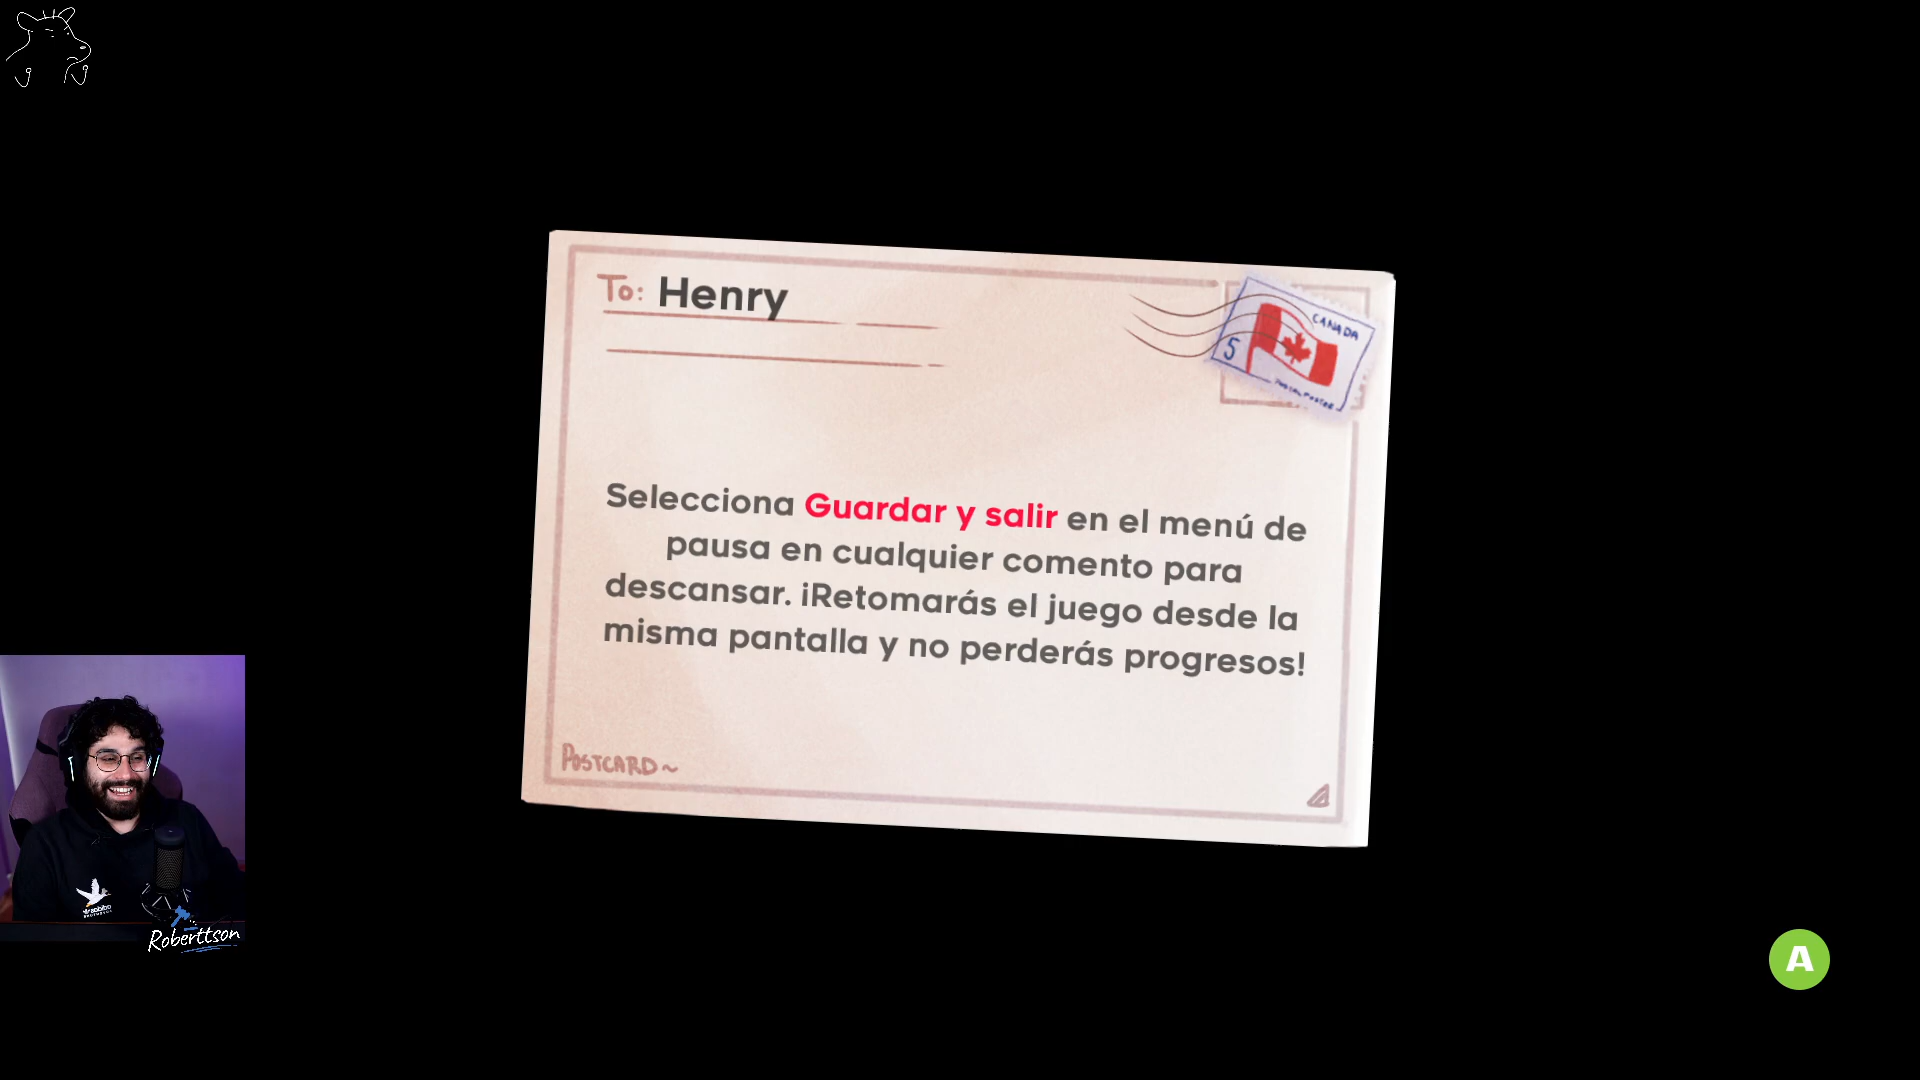 To: Henry
CANADA
5
Selecciona Guardar y salir en el menú de
pausa en cualquier comento para
descansar. ¡Retomarás el juego desde la
misma pantalla y no perderás progresos!
POSTCARD~
Roberttson
A